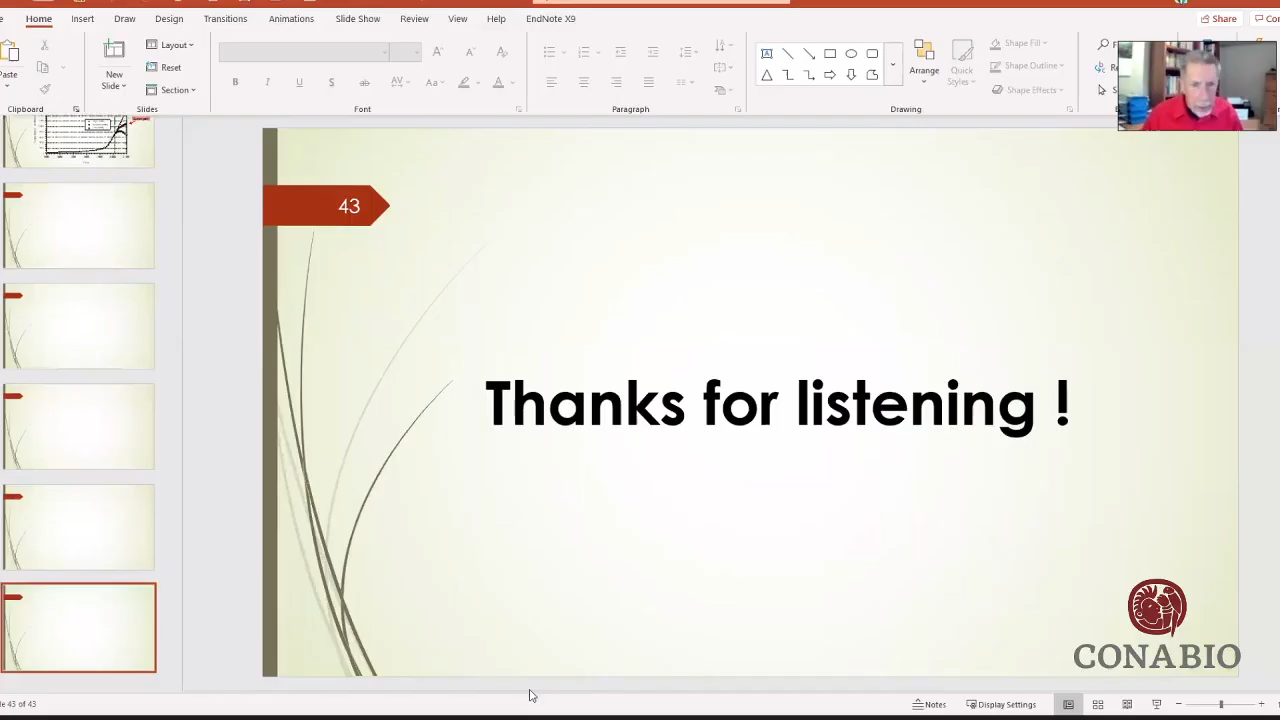 Home Insert Draw Design Transitions Animations Slide Show Review View Help EndNote X9
Share
Layout
Reset
New Slide
Section
Shape Fill
Shape Outline
Shape Effects
Arrange
Quick Styles
Clipboard
Slides
Font
Paragraph
Drawing
43
Thanks for listening !
CONABIO
43 of 43
Notes
Display Settings